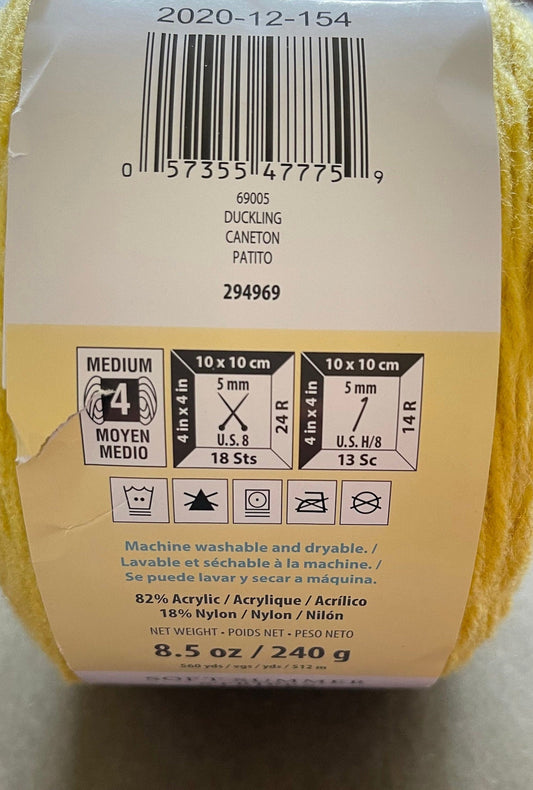 2020-12-154
0 57355 47775 9
69005
DUCKLING
CANETON
PATITO
294969
MEDIUM
4
MOYEN
MEDIO
10 x 10 cm
4 in x 4 in
5 mm
U.S. 8
24 R
18 Sts
10 x 10 cm
4 in x 4 in
5 mm
U.S. H/8
14 R
13 Sc
Machine washable and dryable. /
Lavable et séchable à la machine. /
Se puede lavar y secar a máquina.
82% Acrylic / Acrylique / Acrílico
18% Nylon / Nylon / Nilón
NET WEIGHT • POIDS NET • PESO NETO
8.5 oz / 240 g
560 yds / vgs / yds / 512 m
SOFT SUMMER